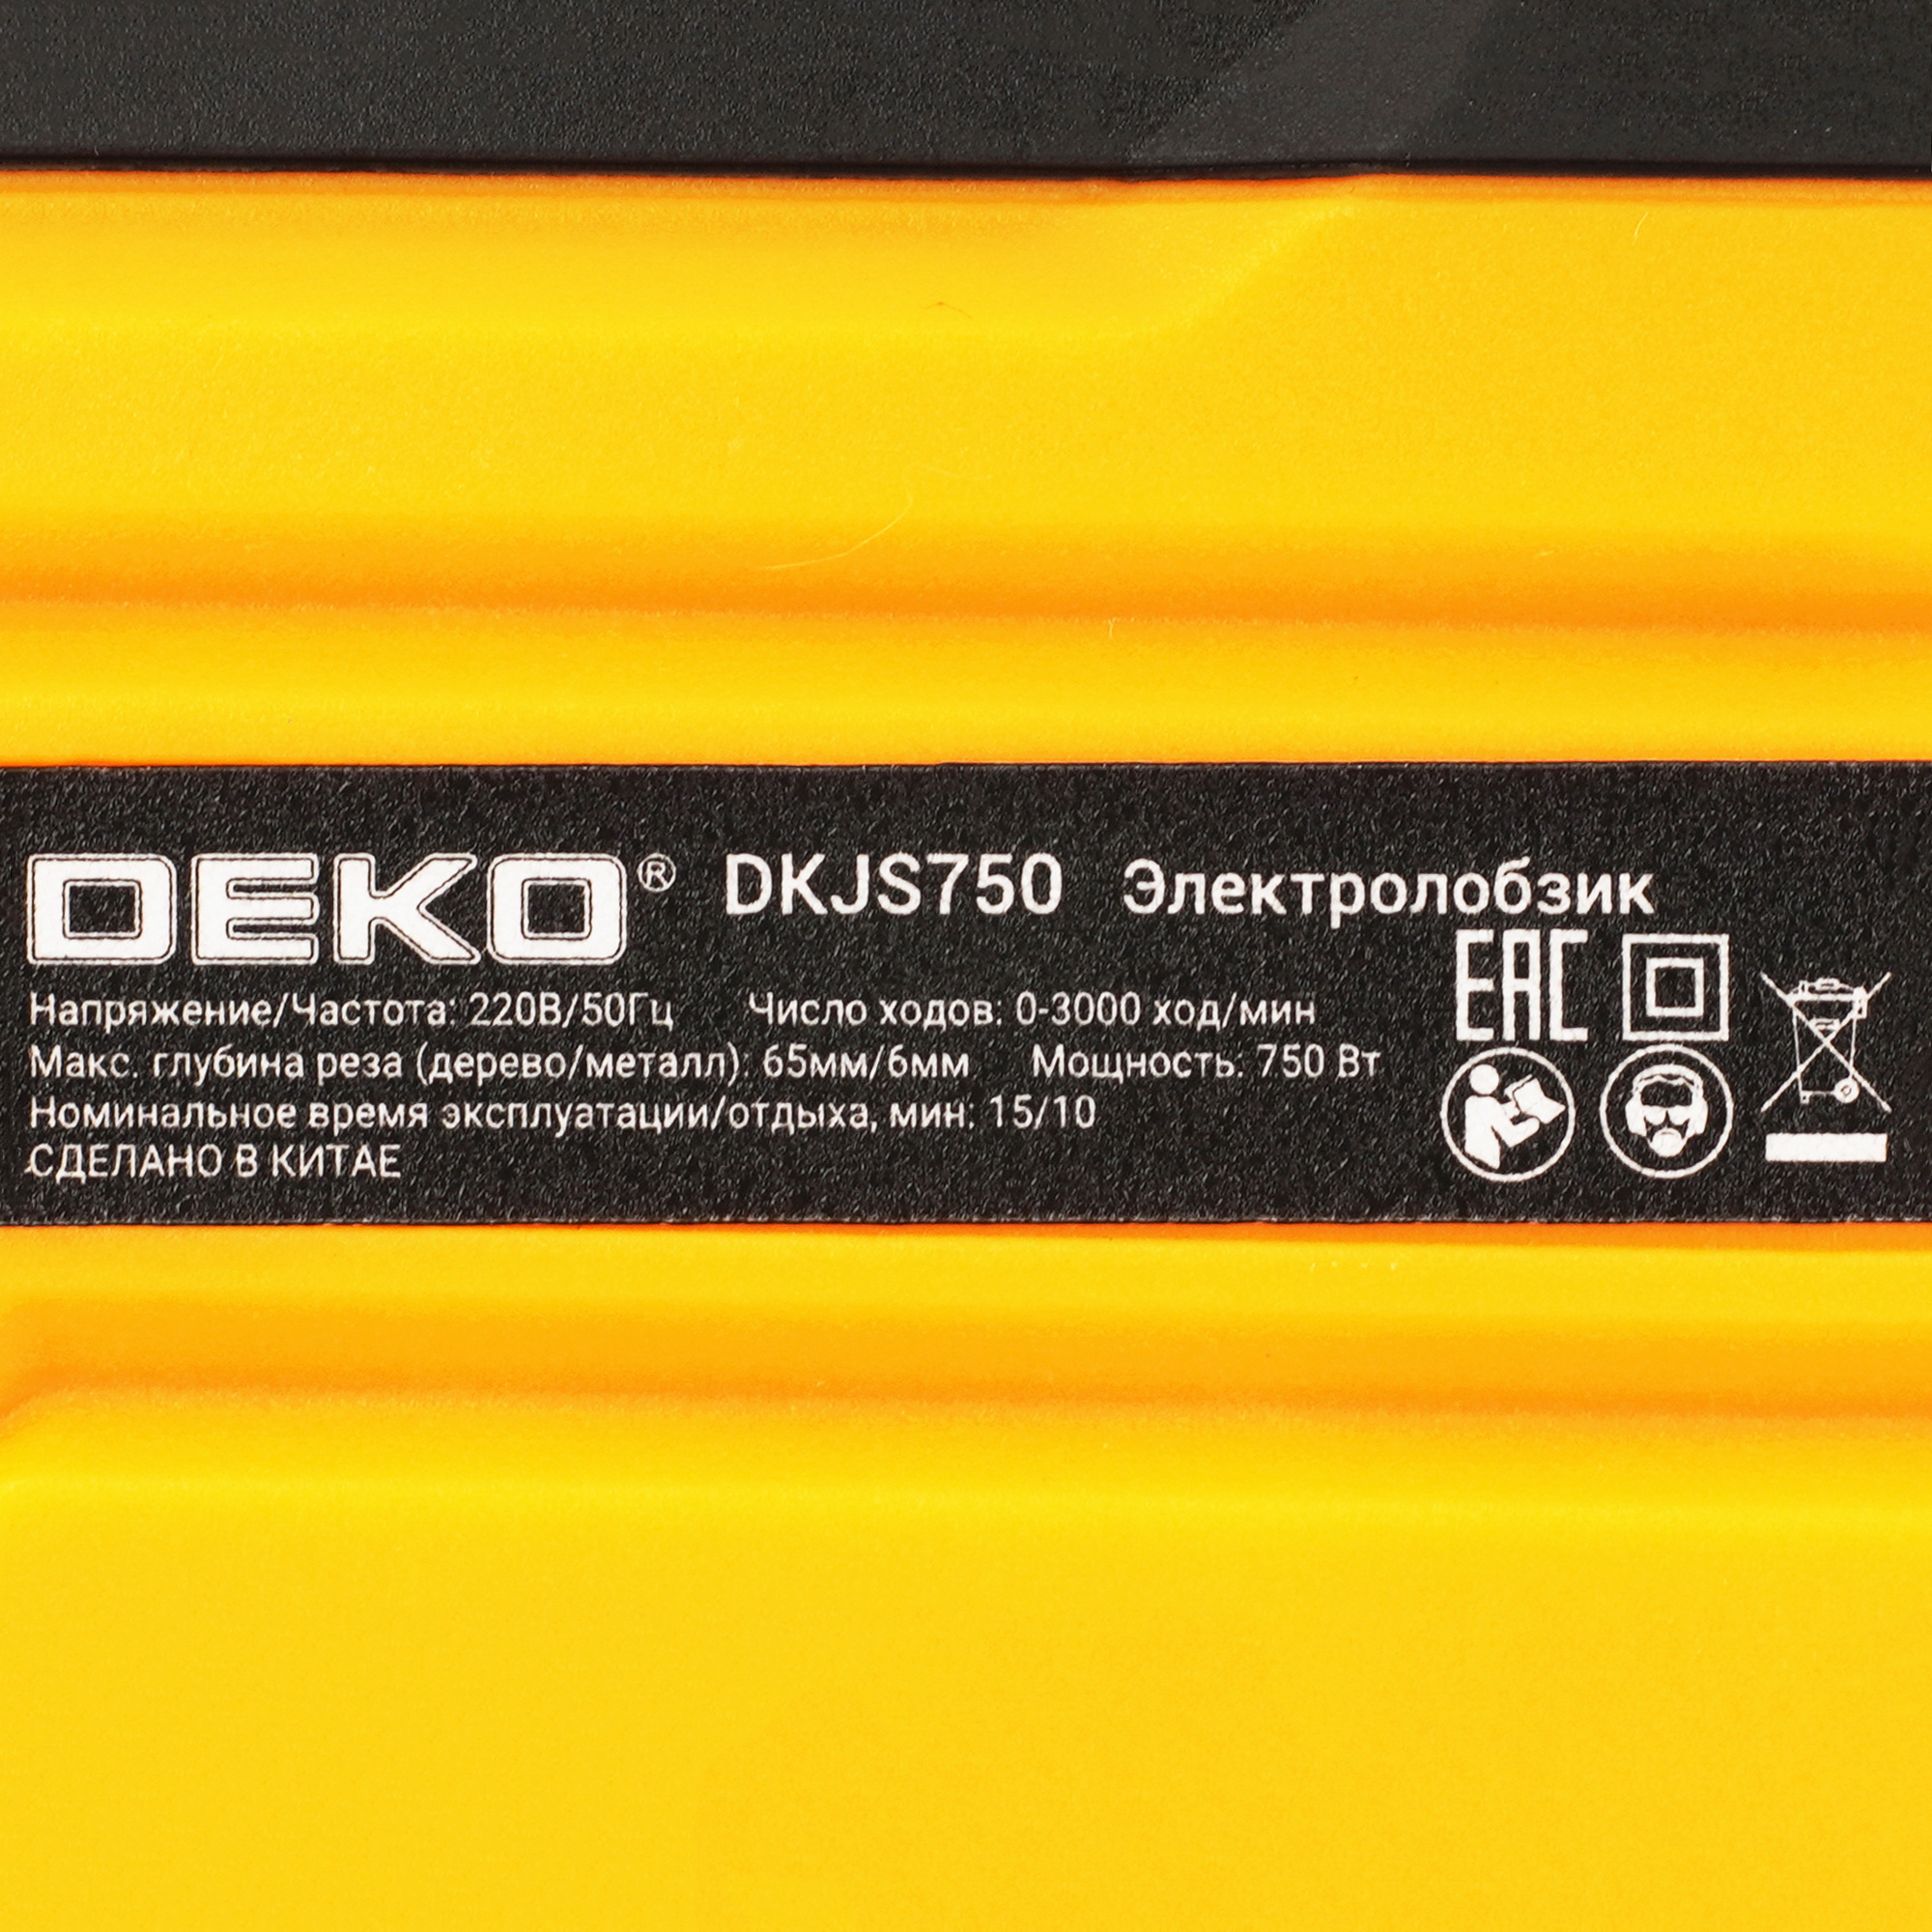 DEKO® DKJS750 Электролобзик
EAC
Напряжение/Частота: 220В/50Гц Число ходов: 0-3000 ход/мин
Макс. глубина реза (дерево/металл): 65мм/6мм Мощность: 750 Вт
Номинальное время эксплуатации/отдыха, мин: 15/10
СДЕЛАНО В КИТАЕ